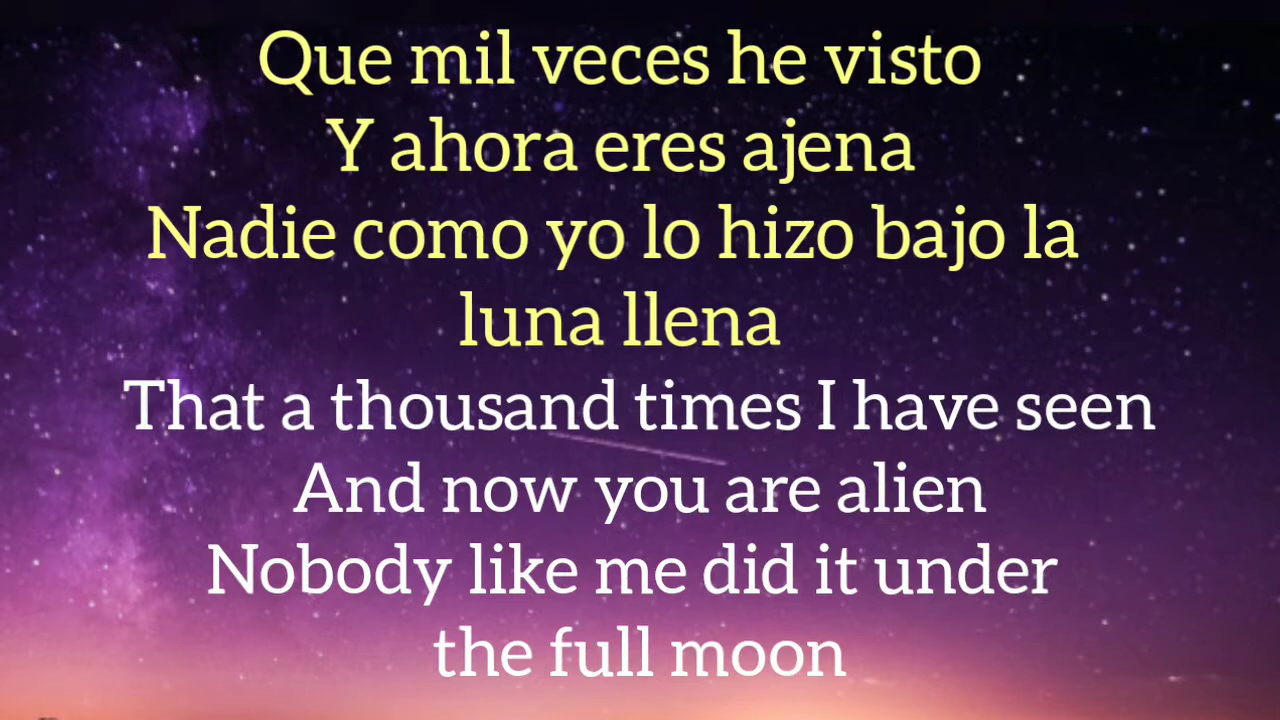 Que mil veces he visto
Y ahora eres ajena
Nadie como yo lo hizo bajo la
luna llena
That a thousand times I have seen
And now you are alien
Nobody like me did it under
the full moon